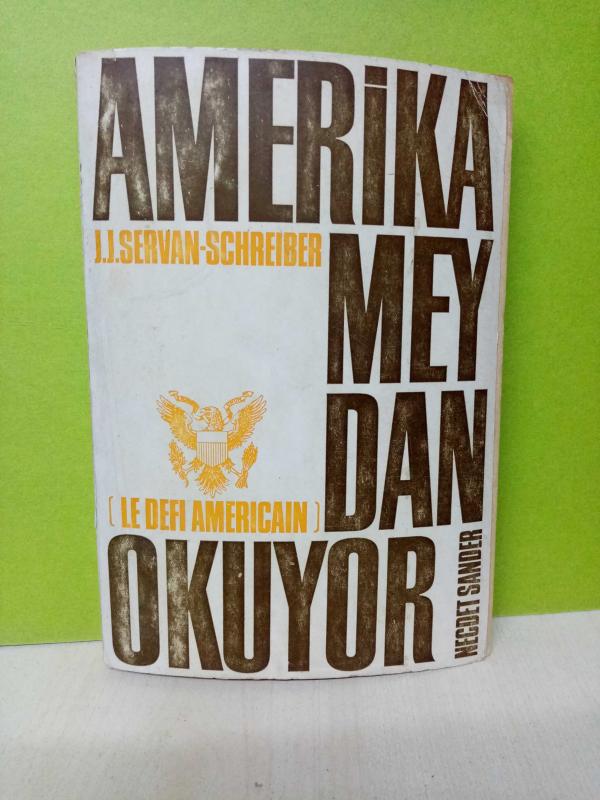 AMERİKA
J.J.SERVAN-SCHREIBER
MEY
DAN
(LE DEFI AMERICAIN)
OKUYOR
NECDET SANDER